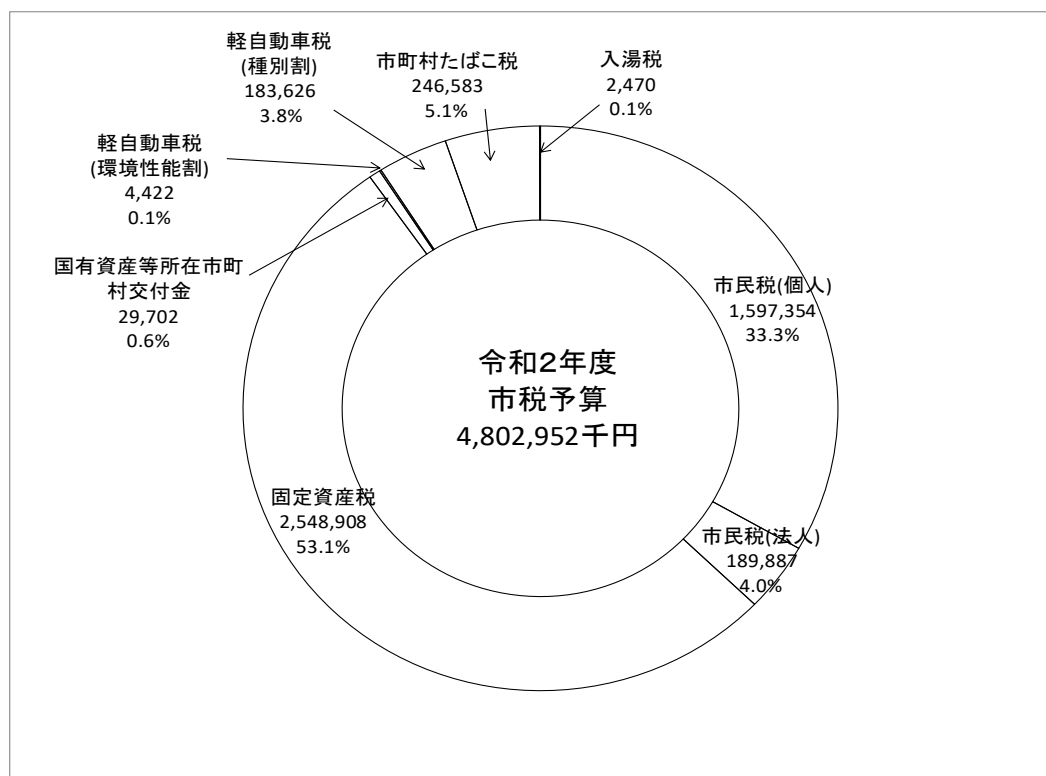 軽自動車税
(種別割)
183,626
3.8%
市町村たばこ税
246,583
5.1%
入湯税
2,470
0.1%
軽自動車税
(環境性能割)
4,422
0.1%
国有資産等所在市町
村交付金
29,702
0.6%
市民税(個人)
1,597,354
33.3%
令和2年度
市税予算
4,802,952千円
固定資産税
2,548,908
53.1%
市民税(法人)
189,887
4.0%